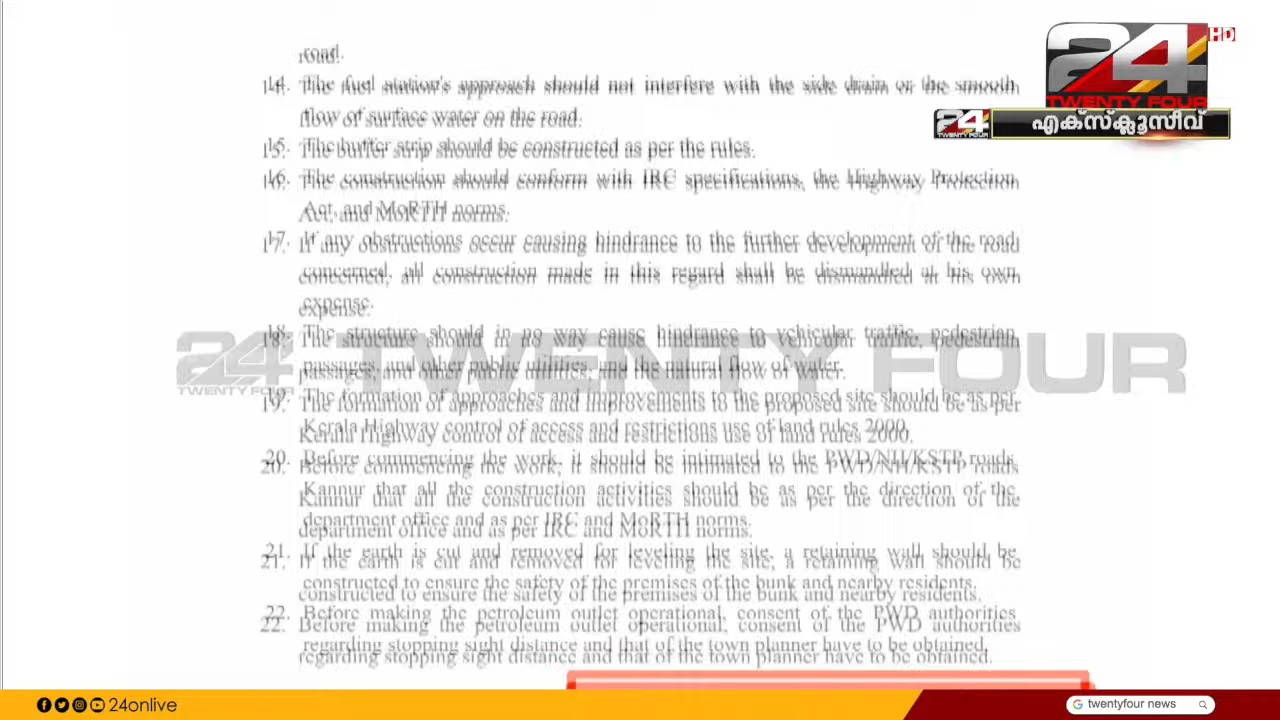 road.
14. The fuel station's approach should not interfere with the side drain or the smooth
flow of surface water on the road.
15. The buffer strip should be constructed as per the rules.
16. The construction should conform with IRC specifications, the Highway Protection
Act, and MoRTH norms.
17. If any obstructions occur causing hindrance to the further development of the road
concerned, all construction made in this regard shall be dismandled at his own
expense.
18. The structure should in no way cause hindrance to vehicular traffic, pedestrian
passages, and other public utilities, and the natural flow of water.
19. The formation of approaches and improvements to the proposed site should be as per
Kerala Highway control of access and restrictions use of land rules 2000.
20. Before commencing the work, it should be intimated to the PWD/NH/KSTP roads
Kannur that all the construction activities should be as per the direction of the
department office and as per IRC and MoRTH norms.
21. If the earth is cut and removed for leveling the site, a retaining wall should be
constructed to ensure the safety of the premises of the bunk and nearby residents.
22. Before making the petroleum outlet operational, consent of the PWD authorities
regarding stopping sight distance and that of the town planner have to be obtained.
24 HD
TWENTY FOUR
24 എക്സ്ക്ലൂസീവ്
TWENTY FOUR
24 TWENTY FOUR
TWENTY FOUR
24onlive
twentyfour news